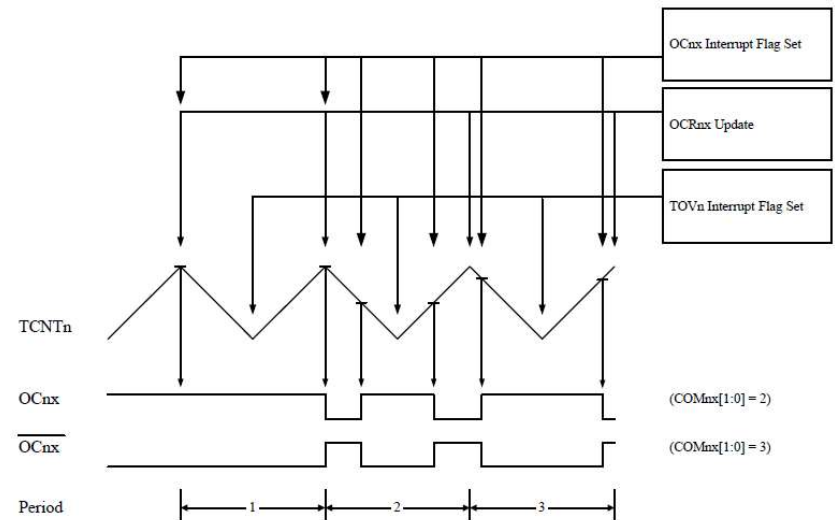 OCnx Interrupt Flag Set
OCRnx Update
TOVn Interrupt Flag Set
TCNTn
OCnx (COMnx[1:0] = 2)
OCnx (COMnx[1:0] = 3)
Period 1 2 3